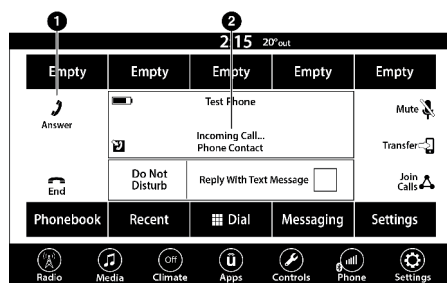 1 2
2 15 20°out
Empty Empty Empty Empty Empty
Test Phone
Answer
Mute
Incoming Call...
Phone Contact
Transfer
End
Do Not
Disturb
Reply With Text Message
Join
Calls
Phonebook Recent Dial Messaging Settings
Off
û
Radio Media Climate Apps Controls Phone Settings